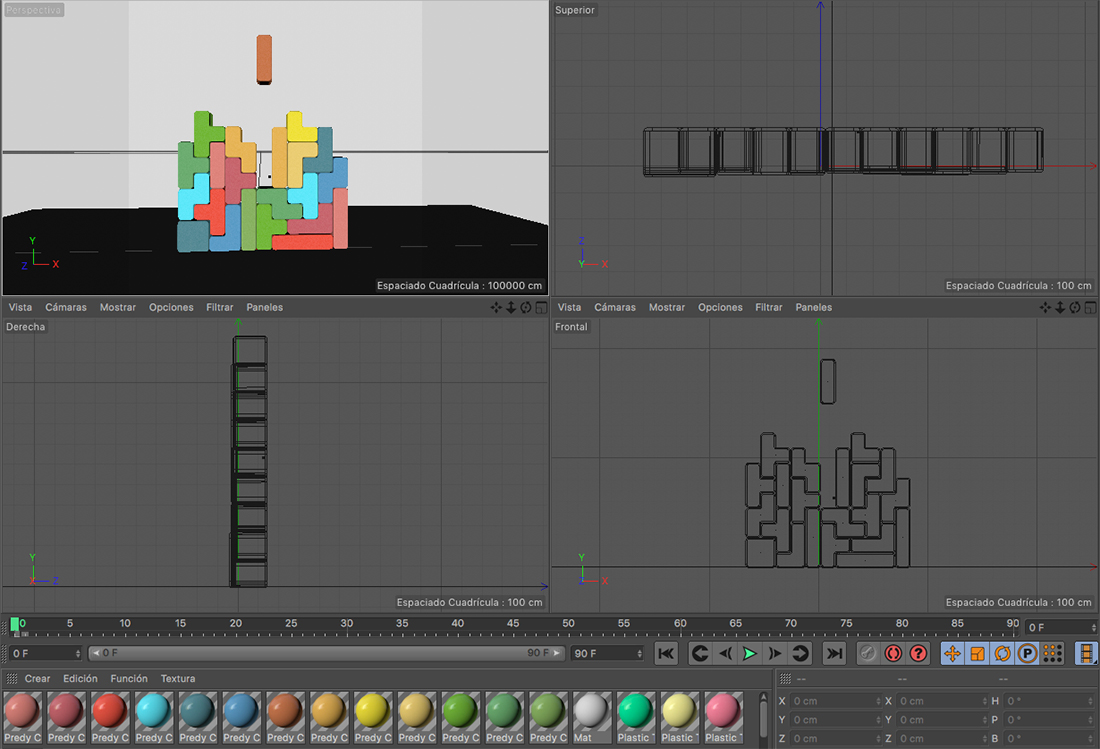 Perspectiva
Superior
Y
Z X
Espaciado Cuadrícula : 100000 cm
Z
Y X
Espaciado Cuadrícula : 100 cm
Vista Cámaras Mostrar Opciones Filtrar Paneles
Vista Cámaras Mostrar Opciones Filtrar Paneles
Derecha
Frontal
Y
X Z
Espaciado Cuadrícula : 100 cm
Y
Z X
Espaciado Cuadrícula : 100 cm
0 5 10 15 20 25 30 35 40 45 50 55 60 65 70 75 80 85 90
0 F
0 F 0 F 90 F 90 F
P
Crear Edición Función Textura
-- -- --
X 0 cm X 0 cm H 0 °
Y 0 cm Y 0 cm P 0 °
Z 0 cm Z 0 cm B 0 °
Predy C Predy C Predy C Predy C Predy C Predy C Predy C Predy C Predy C Predy C Predy C Predy C Predy C Mat Plastic Plastic Plastic